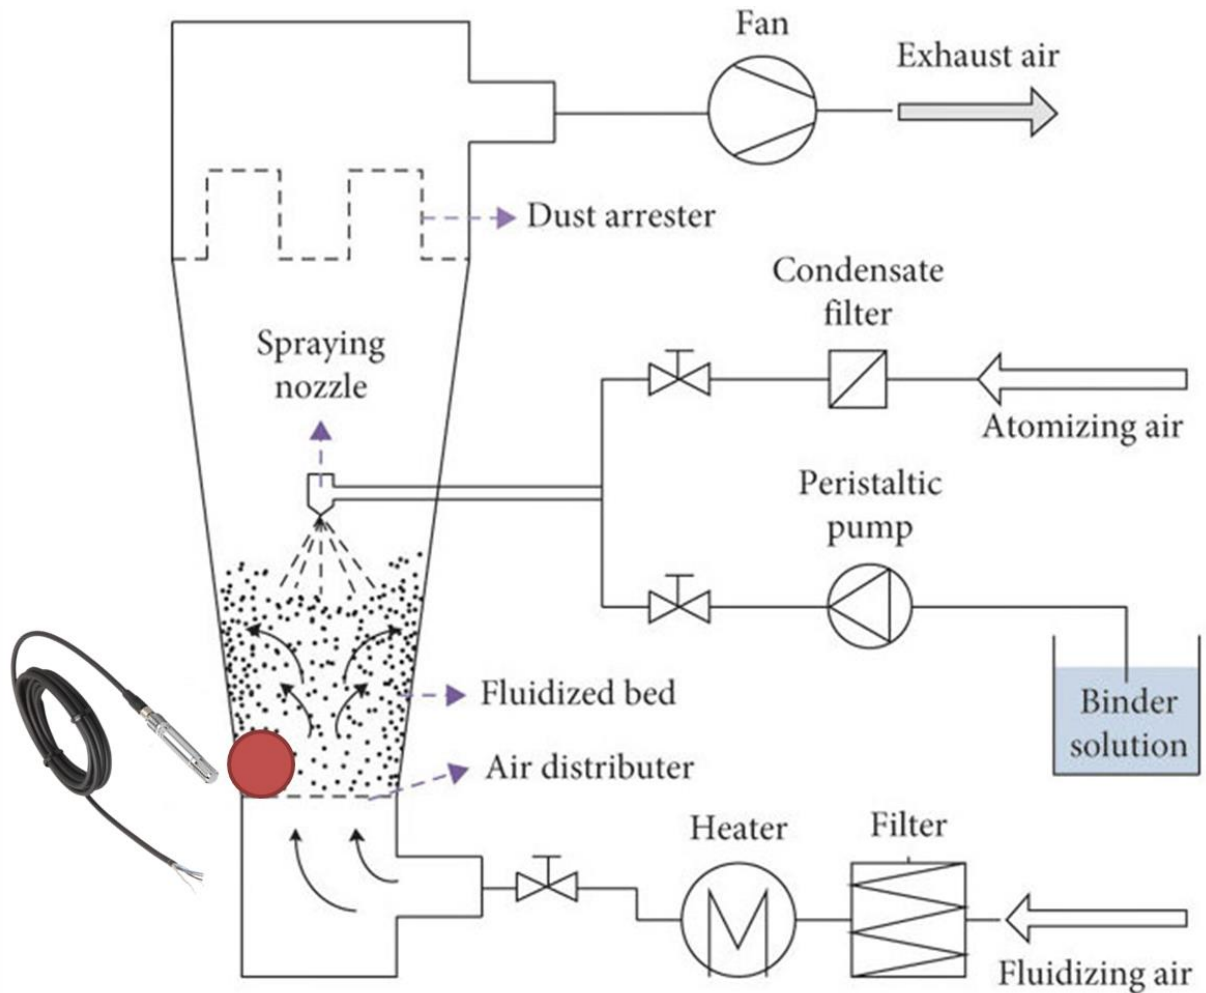 Fan
Exhaust air
Dust arrester
Condensate
filter
Spraying
nozzle
Atomizing air
Peristaltic
pump
Fluidized bed
Binder
solution
Air distributer
Heater
Filter
Fluidizing air